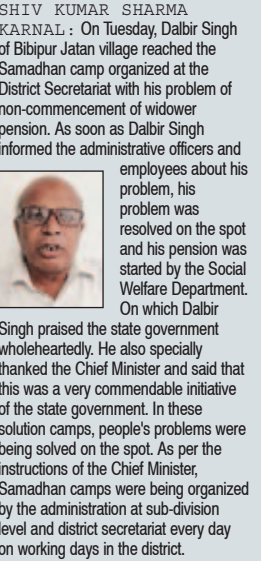 SHIV KUMAR SHARMA
KARNAL: On Tuesday, Dalbir Singh
of Bibipur Jatan village reached the
Samadhan camp organized at the
District Secretariat with his problem of
non-commencement of widower
pension. As soon as Dalbir Singh
informed the administrative officers and
employees about his
problem, his
problem was
resolved on the spot
and his pension was
started by the Social
Welfare Department.
On which Dalbir
Singh praised the state government
wholeheartedly. He also specially
thanked the Chief Minister and said that
this was a very commendable initiative
of the state government. In these
solution camps, people's problems were
being solved on the spot. As per the
instructions of the Chief Minister,
Samadhan camps were being organized
by the administration at sub-division
level and district secretariat every day
on working days in the district.